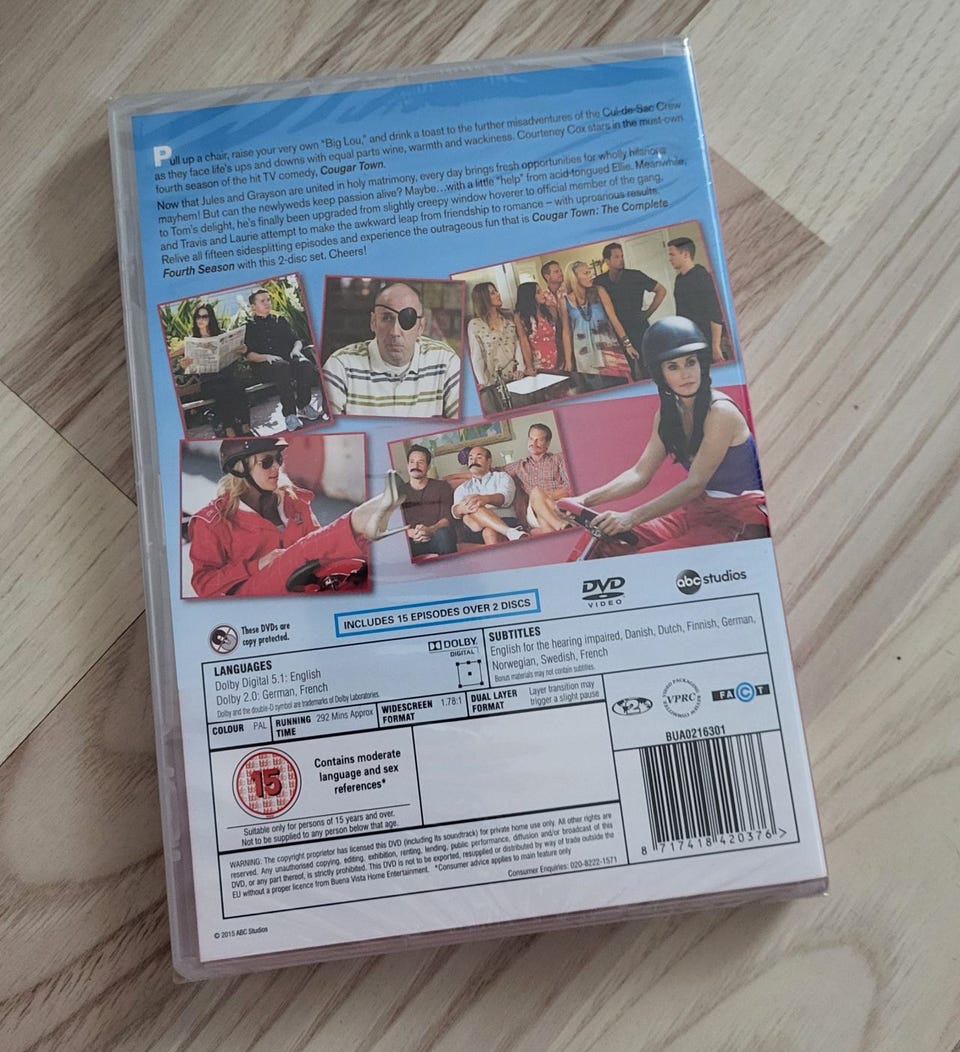 Pull up a chair, raise your very own "Big Lou," and drink a toast to the further misadventures of the Cul-de-Sac Crew
as they face life's ups and downs with equal parts wine, warmth and wackiness. Courteney Cox stars in the must-own
fourth season of the hit TV comedy, Cougar Town.
Now that Jules and Grayson are united in holy matrimony, every day brings fresh opportunities for wholly hilarious
mayhem! But can the newlyweds keep passion alive? Maybe...with a little "help" from acid-tongued Ellie. Meanwhile,
to Tom's delight, he's finally been upgraded from slightly creepy window hoverer to official member of the gang,
and Travis and Laurie attempt to make the awkward leap from friendship to romance – with uproarious results.
Relive all fifteen sidesplitting episodes and experience the outrageous fun that is Cougar Town: The Complete
Fourth Season with this 2-disc set. Cheers!
These DVDs are
copy protected.
INCLUDES 15 EPISODES OVER 2 DISCS
DVD
VIDEO
abc studios
LANGUAGES
Dolby Digital 5.1: English
Dolby 2.0: German, French
Dolby and the double-D symbol are trademarks of Dolby Laboratories.
DOLBY
DIGITAL
SUBTITLES
English for the hearing impaired, Danish, Dutch, Finnish, German,
Norwegian, Swedish, French
Bonus materials may not contain subtitles.
COLOUR PAL
RUNNING TIME 292 Mins Approx
WIDESCREEN FORMAT 1.78:1
DUAL LAYER FORMAT
Layer transition may
trigger a slight pause
2
VIDEO PACKAGING
VPRC
REVIEW COMMITTEE
FACT
15
Contains moderate
language and sex
references*
Suitable only for persons of 15 years and over.
Not to be supplied to any person below that age.
BUA0216301
8 717418 420376 >
WARNING: The copyright proprietor has licensed this DVD (including its soundtrack) for private home use only. All other rights are
reserved. Any unauthorised copying, editing, exhibition, renting, lending, public performance, diffusion and/or broadcast of this
DVD, or any part thereof, is strictly prohibited. This DVD is not to be exported, resupplied or distributed by way of trade outside the
EU without a proper licence from Buena Vista Home Entertainment. *Consumer advice applies to main feature only
Consumer Enquiries: 020-8222-1571
© 2015 ABC Studios